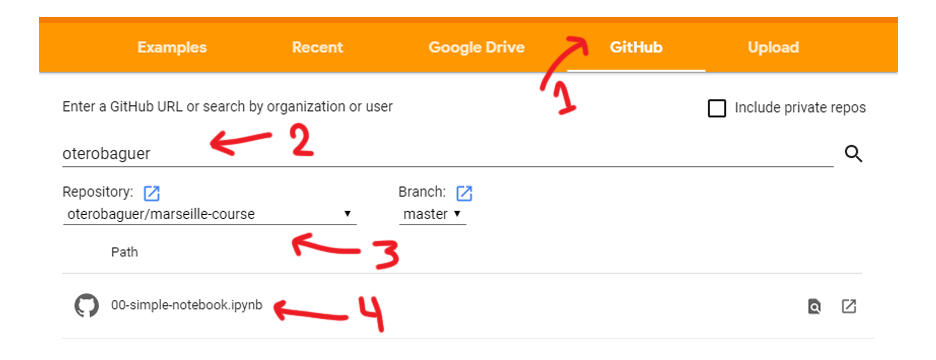 Examples Recent Google Drive GitHub Upload
1
Enter a GitHub URL or search by organization or user Include private repos
2
oterobaguer
Repository: Branch:
oterobaguer/marseille-course master
3
Path
00-simple-notebook.ipynb
4